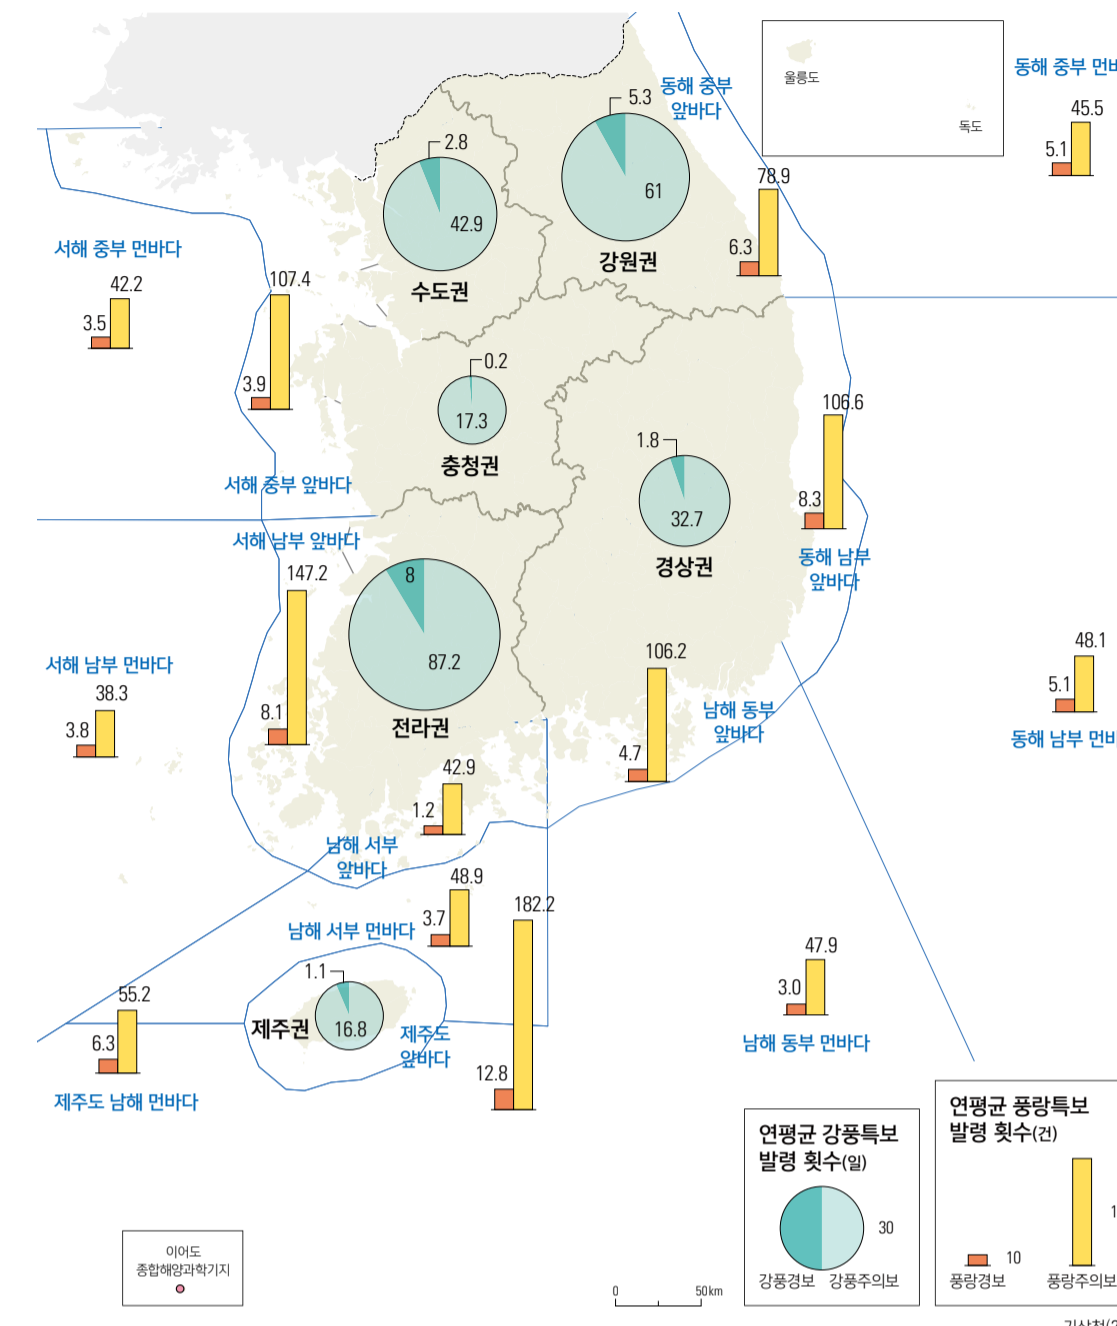 울릉도
독도
동해 중부
앞바다
동해 중부 먼바
5.3
61
강원권
2.8
42.9
수도권
45.5
5.1
78.9
6.3
서해 중부 먼바다
42.2
3.5
107.4
3.9
0.2
17.3
충청권
서해 중부 앞바다
서해 남부 앞바다
1.8
32.7
경상권
106.6
8.3
동해 남부
앞바다
147.2
8.1
8
87.2
전라권
서해 남부 먼바다
38.3
3.8
106.2
4.7
남해 동부
앞바다
48.1
5.1
동해 남부 먼바
42.9
1.2
남해 서부
앞바다
48.9
3.7
남해 서부 먼바다
182.2
12.8
1.1
16.8
제주권
제주도
앞바다
55.2
6.3
제주도 남해 먼바다
47.9
3.0
남해 동부 먼바다
이어도
종합해양과학기지
0 50km
연평균 강풍특보
발령 횟수(일)
30
강풍경보 강풍주의보
연평균 풍랑특보
발령 횟수(건)
10
1
풍랑경보 풍랑주의보